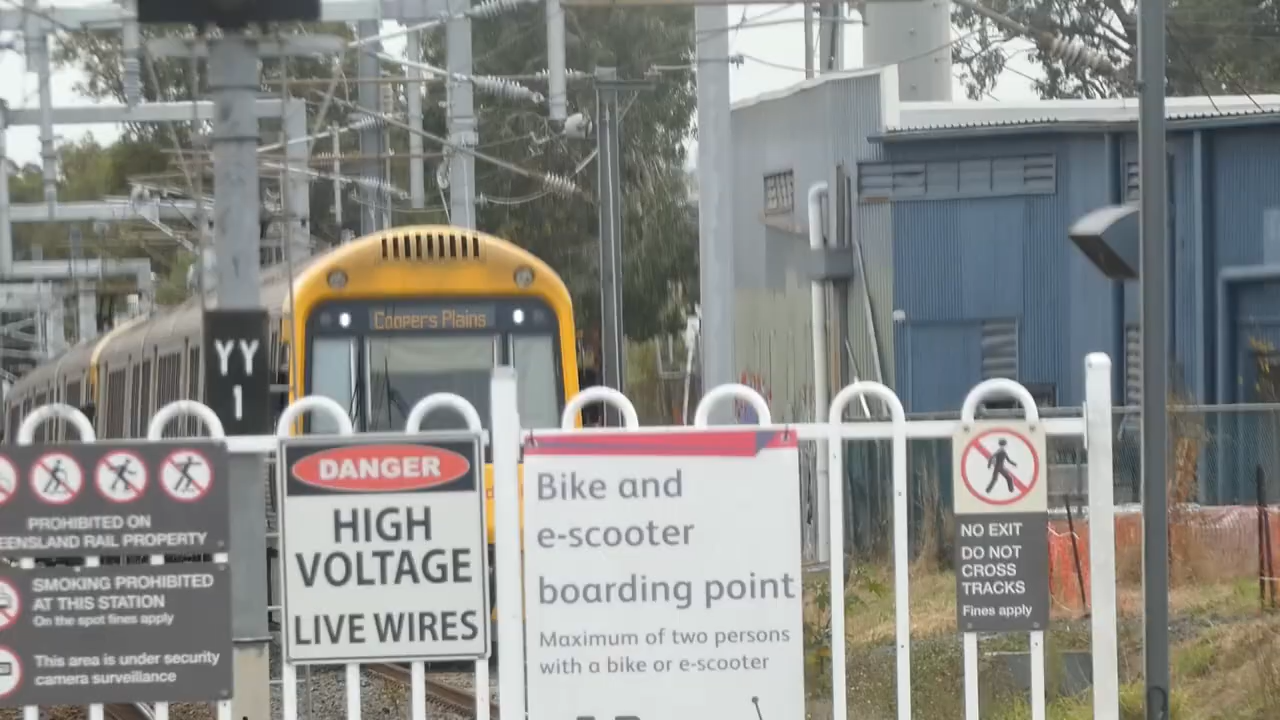 Coopers Plains
YY
1
PROHIBITED ON
EENSLAND RAIL PROPERTY
SMOKING PROHIBITED
AT THIS STATION
On the spot fines apply
This area is under security
camera surveillance
DANGER
HIGH
VOLTAGE
LIVE WIRES
Bike and
e-scooter
boarding point
Maximum of two persons
with a bike or e-scooter
NO EXIT
DO NOT
CROSS
TRACKS
Fines apply